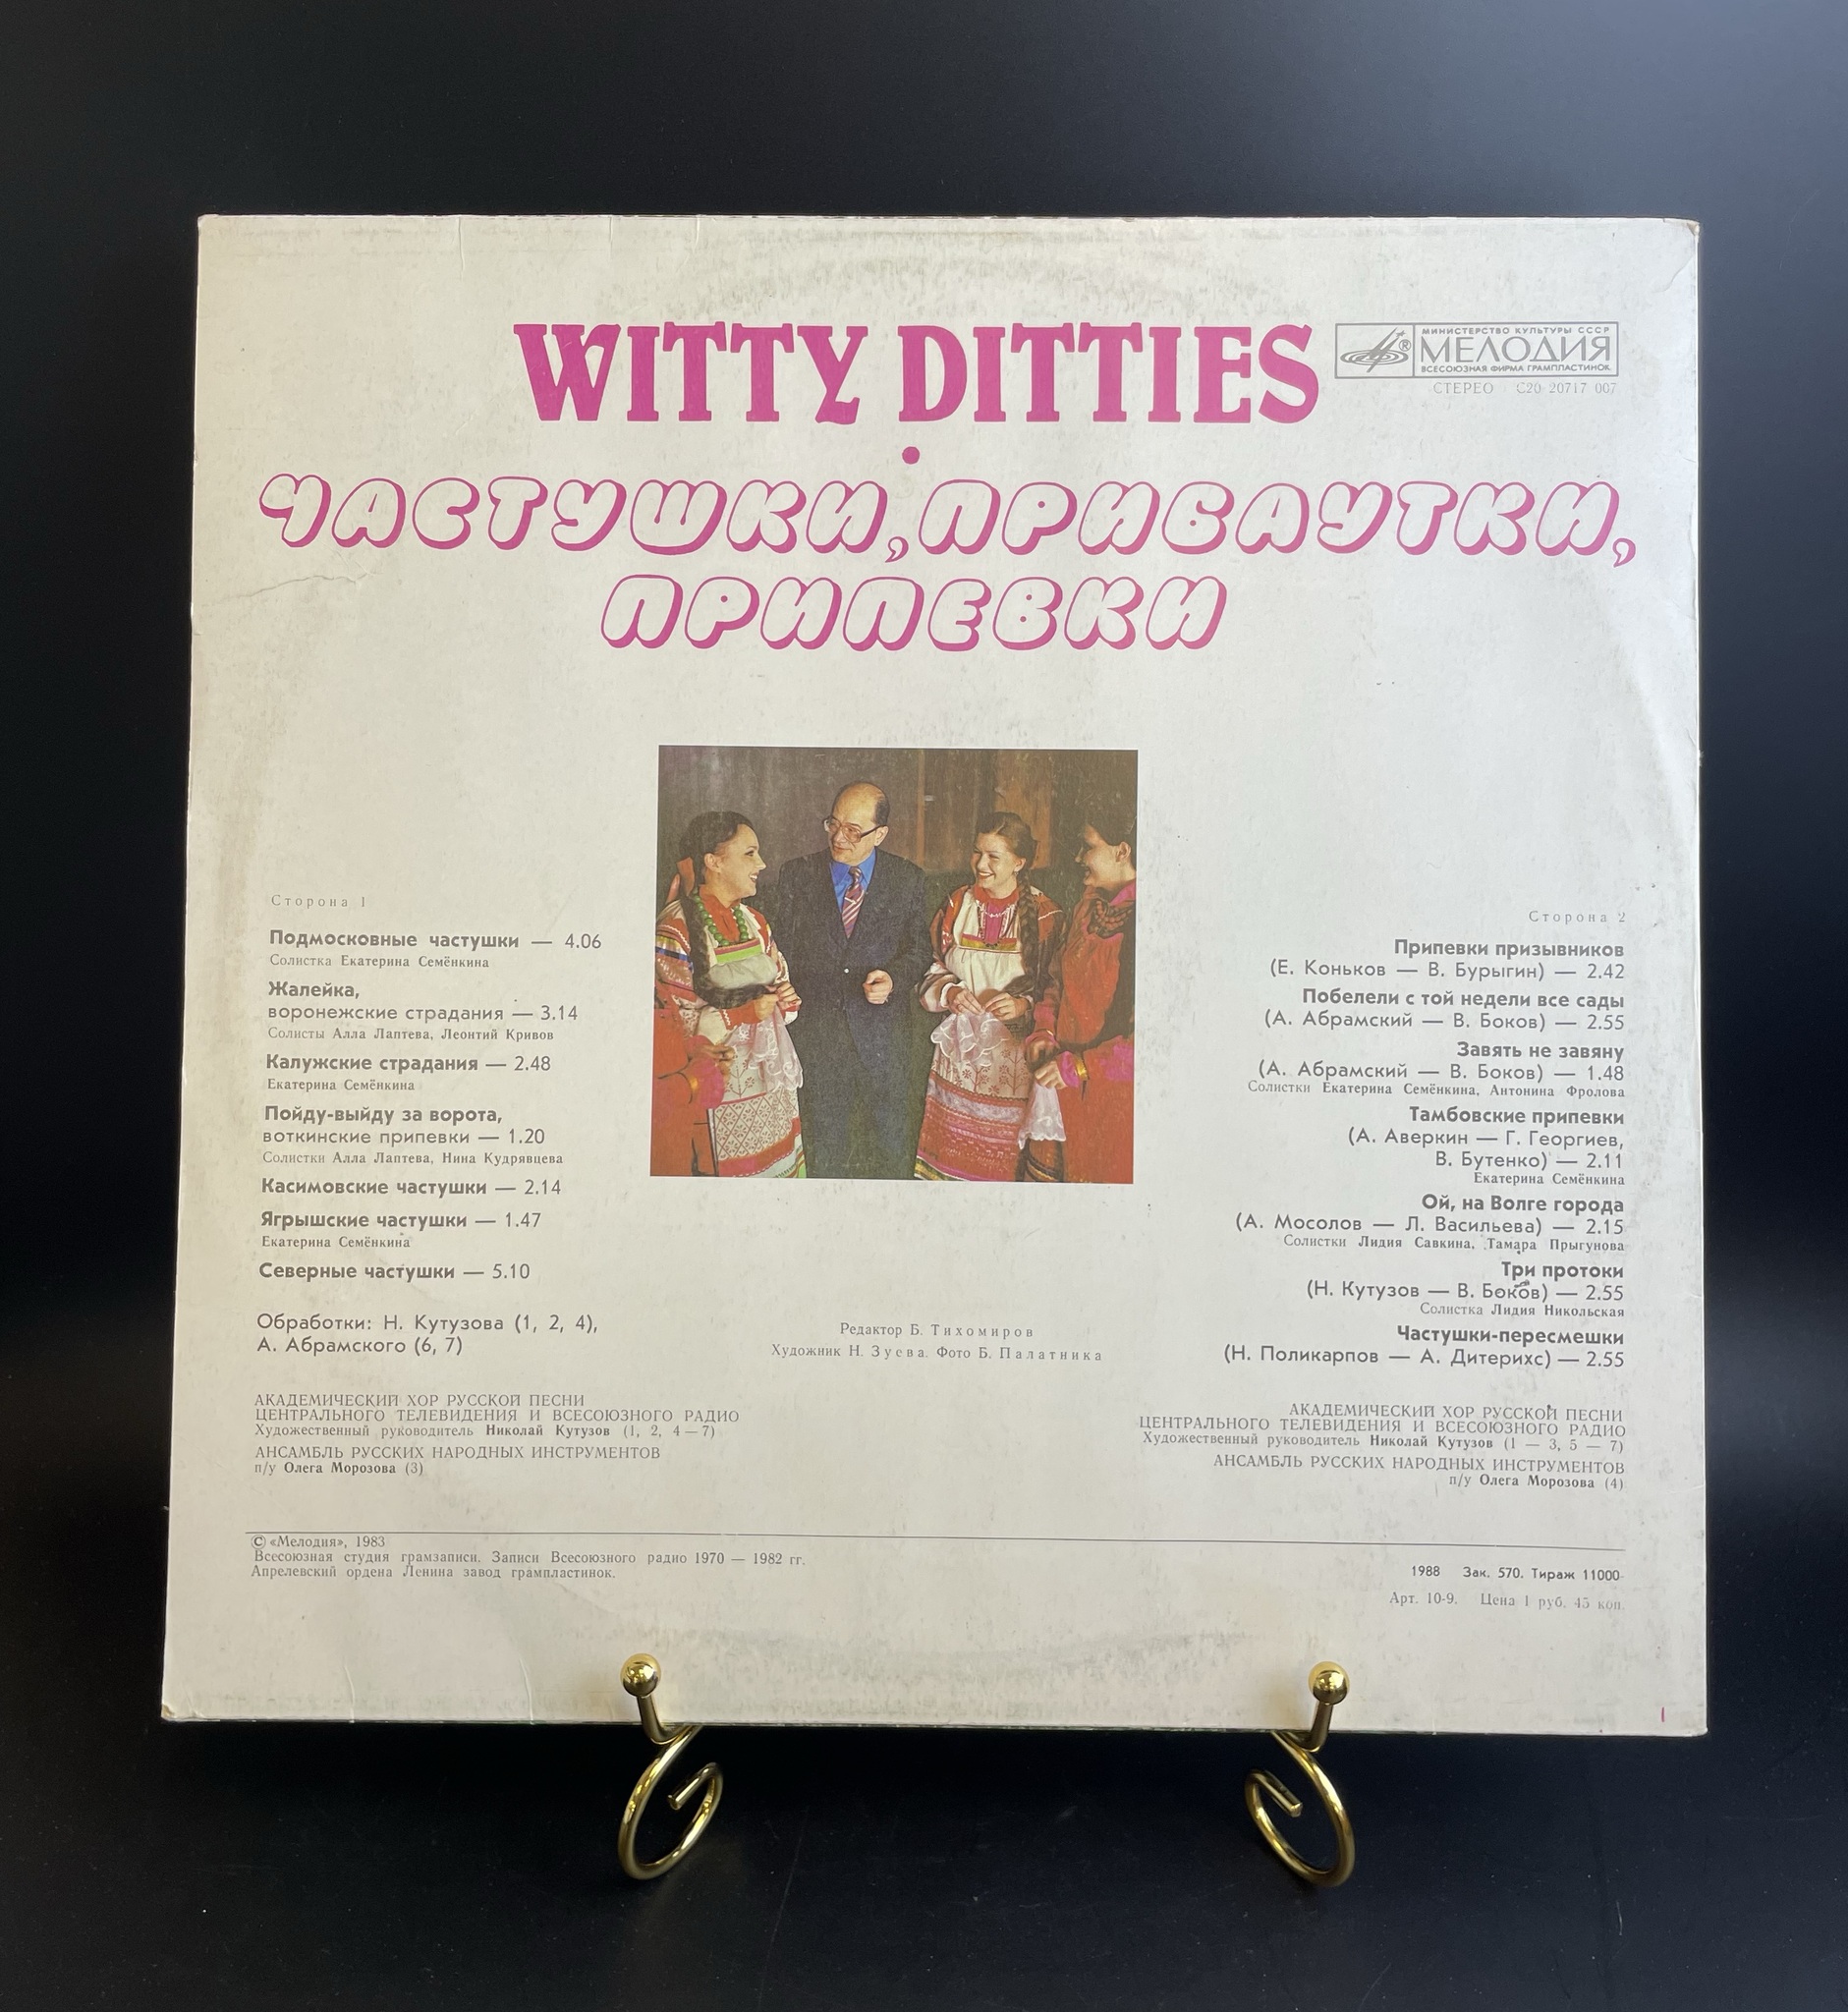 WITTY DITTIES
МИНИСТЕРСТВО КУЛЬТУРЫ СССР
МЕЛОДИЯ
ВСЕСОЮЗНАЯ ФИРМА ГРАМПЛАСТИНОК
СТЕРЕО С20 20717 007
ЧАСТУШКИ, ПРИБАУТКИ,
ПРИПЕВКИ
Сторона 1
Подмосковные частушки — 4.06
Солистка Екатерина Семёнкина
Жалейка,
воронежские страдания — 3.14
Солисты Алла Лаптева, Леонтий Кривов
Калужские страдания — 2.48
Екатерина Семёнкина
Пойду-выйду за ворота,
воткинские припевки — 1.20
Солистки Алла Лаптева, Нина Кудрявцева
Касимовские частушки — 2.14
Ягрышские частушки — 1.47
Екатерина Семёнкина
Северные частушки — 5.10
Обработки: Н. Кутузова (1, 2, 4),
А. Абрамского (6, 7)
АКАДЕМИЧЕСКИЙ ХОР РУССКОЙ ПЕСНИ
ЦЕНТРАЛЬНОГО ТЕЛЕВИДЕНИЯ И ВСЕСОЮЗНОГО РАДИО
Художественный руководитель Николай Кутузов (1, 2, 4—7)
АНСАМБЛЬ РУССКИХ НАРОДНЫХ ИНСТРУМЕНТОВ
п/у Олега Морозова (3)
Редактор Б. Тихомиров
Художник Н. Зуева. Фото Б. Палатника
Сторона 2
Припевки призывников
(Е. Коньков — В. Бурыгин) — 2.42
Побелели с той недели все сады
(А. Абрамский — В. Боков) — 2.55
Завять не завяну
(А. Абрамский — В. Боков) — 1.48
Солистки Екатерина Семёнкина, Антонина Фролова
Тамбовские припевки
(А. Аверкин — Г. Георгиев,
В. Бутенко) — 2.11
Екатерина Семёнкина
Ой, на Волге города
(А. Мосолов — Л. Васильева) — 2.15
Солистки Лидия Савкина, Тамара Прыгунова
Три протоки
(Н. Кутузов — В. Боков) — 2.55
Солистка Лидия Никольская
Частушки-пересмешки
(Н. Поликарпов — А. Дитерихс) — 2.55
АКАДЕМИЧЕСКИЙ ХОР РУССКОЙ ПЕСНИ
ЦЕНТРАЛЬНОГО ТЕЛЕВИДЕНИЯ И ВСЕСОЮЗНОГО РАДИО
Художественный руководитель Николай Кутузов (1 — 3, 5 — 7)
АНСАМБЛЬ РУССКИХ НАРОДНЫХ ИНСТРУМЕНТОВ
п/у Олега Морозова (4)
© «Мелодия», 1983
Всесоюзная студия грамзаписи. Записи Всесоюзного радио 1970 — 1982 гг.
Апрелевский ордена Ленина завод грампластинок.
1988 Зак. 570. Тираж 11000
Арт. 10-9. Цена 1 руб. 45 коп.